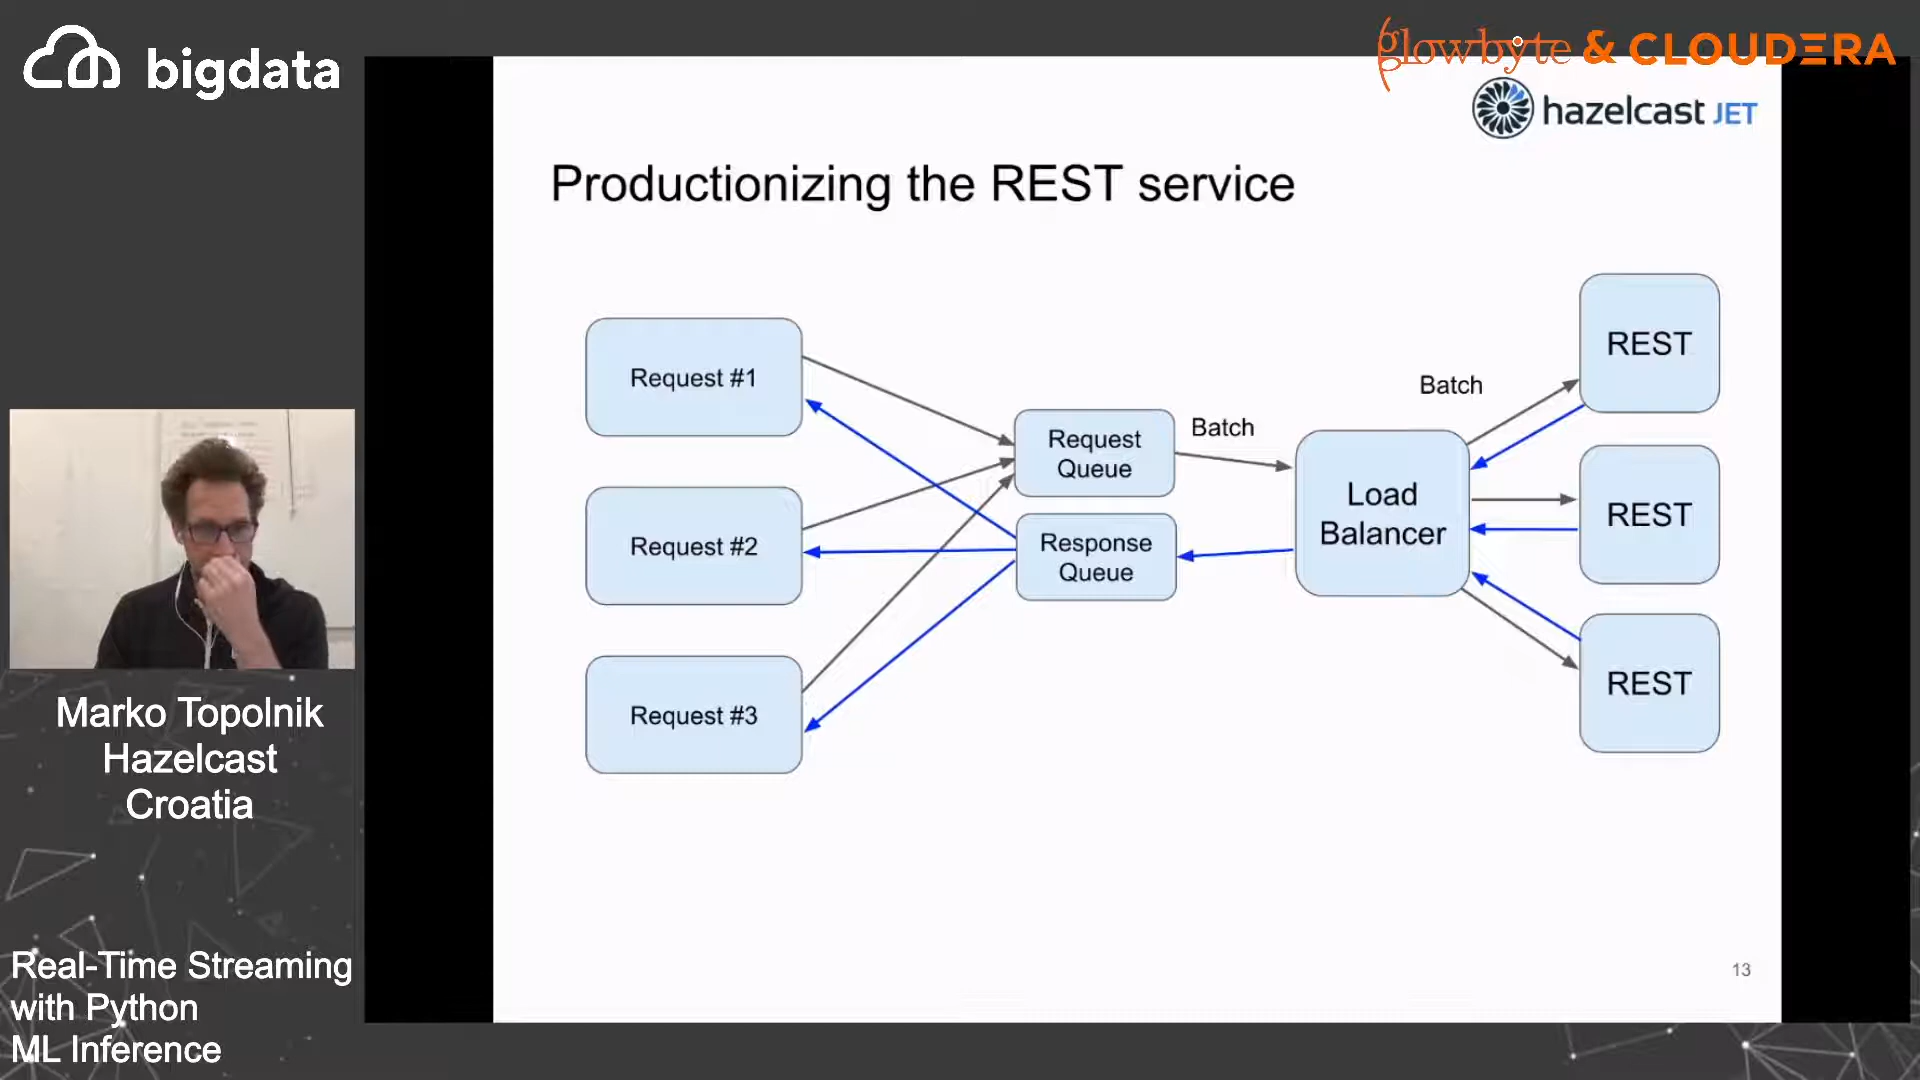 bigdata
glowbyte & CLOUDERA
hazelcast JET
Productionizing the REST service
Request #1
Request #2
Request #3
Request
Queue
Response
Queue
Batch
Load
Balancer
Batch
REST
REST
REST
13
Marko Topolnik
Hazelcast
Croatia
Real-Time Streaming
with Python
ML Inference